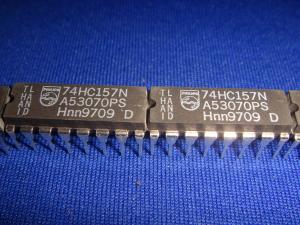 TL
HA
AN
ID
PHILIPS
74HC157N
A53070PS
Hnn9709 D
TL
HA
AN
ID
PHILIPS
74HC157N
A53070PS
Hnn9709 D